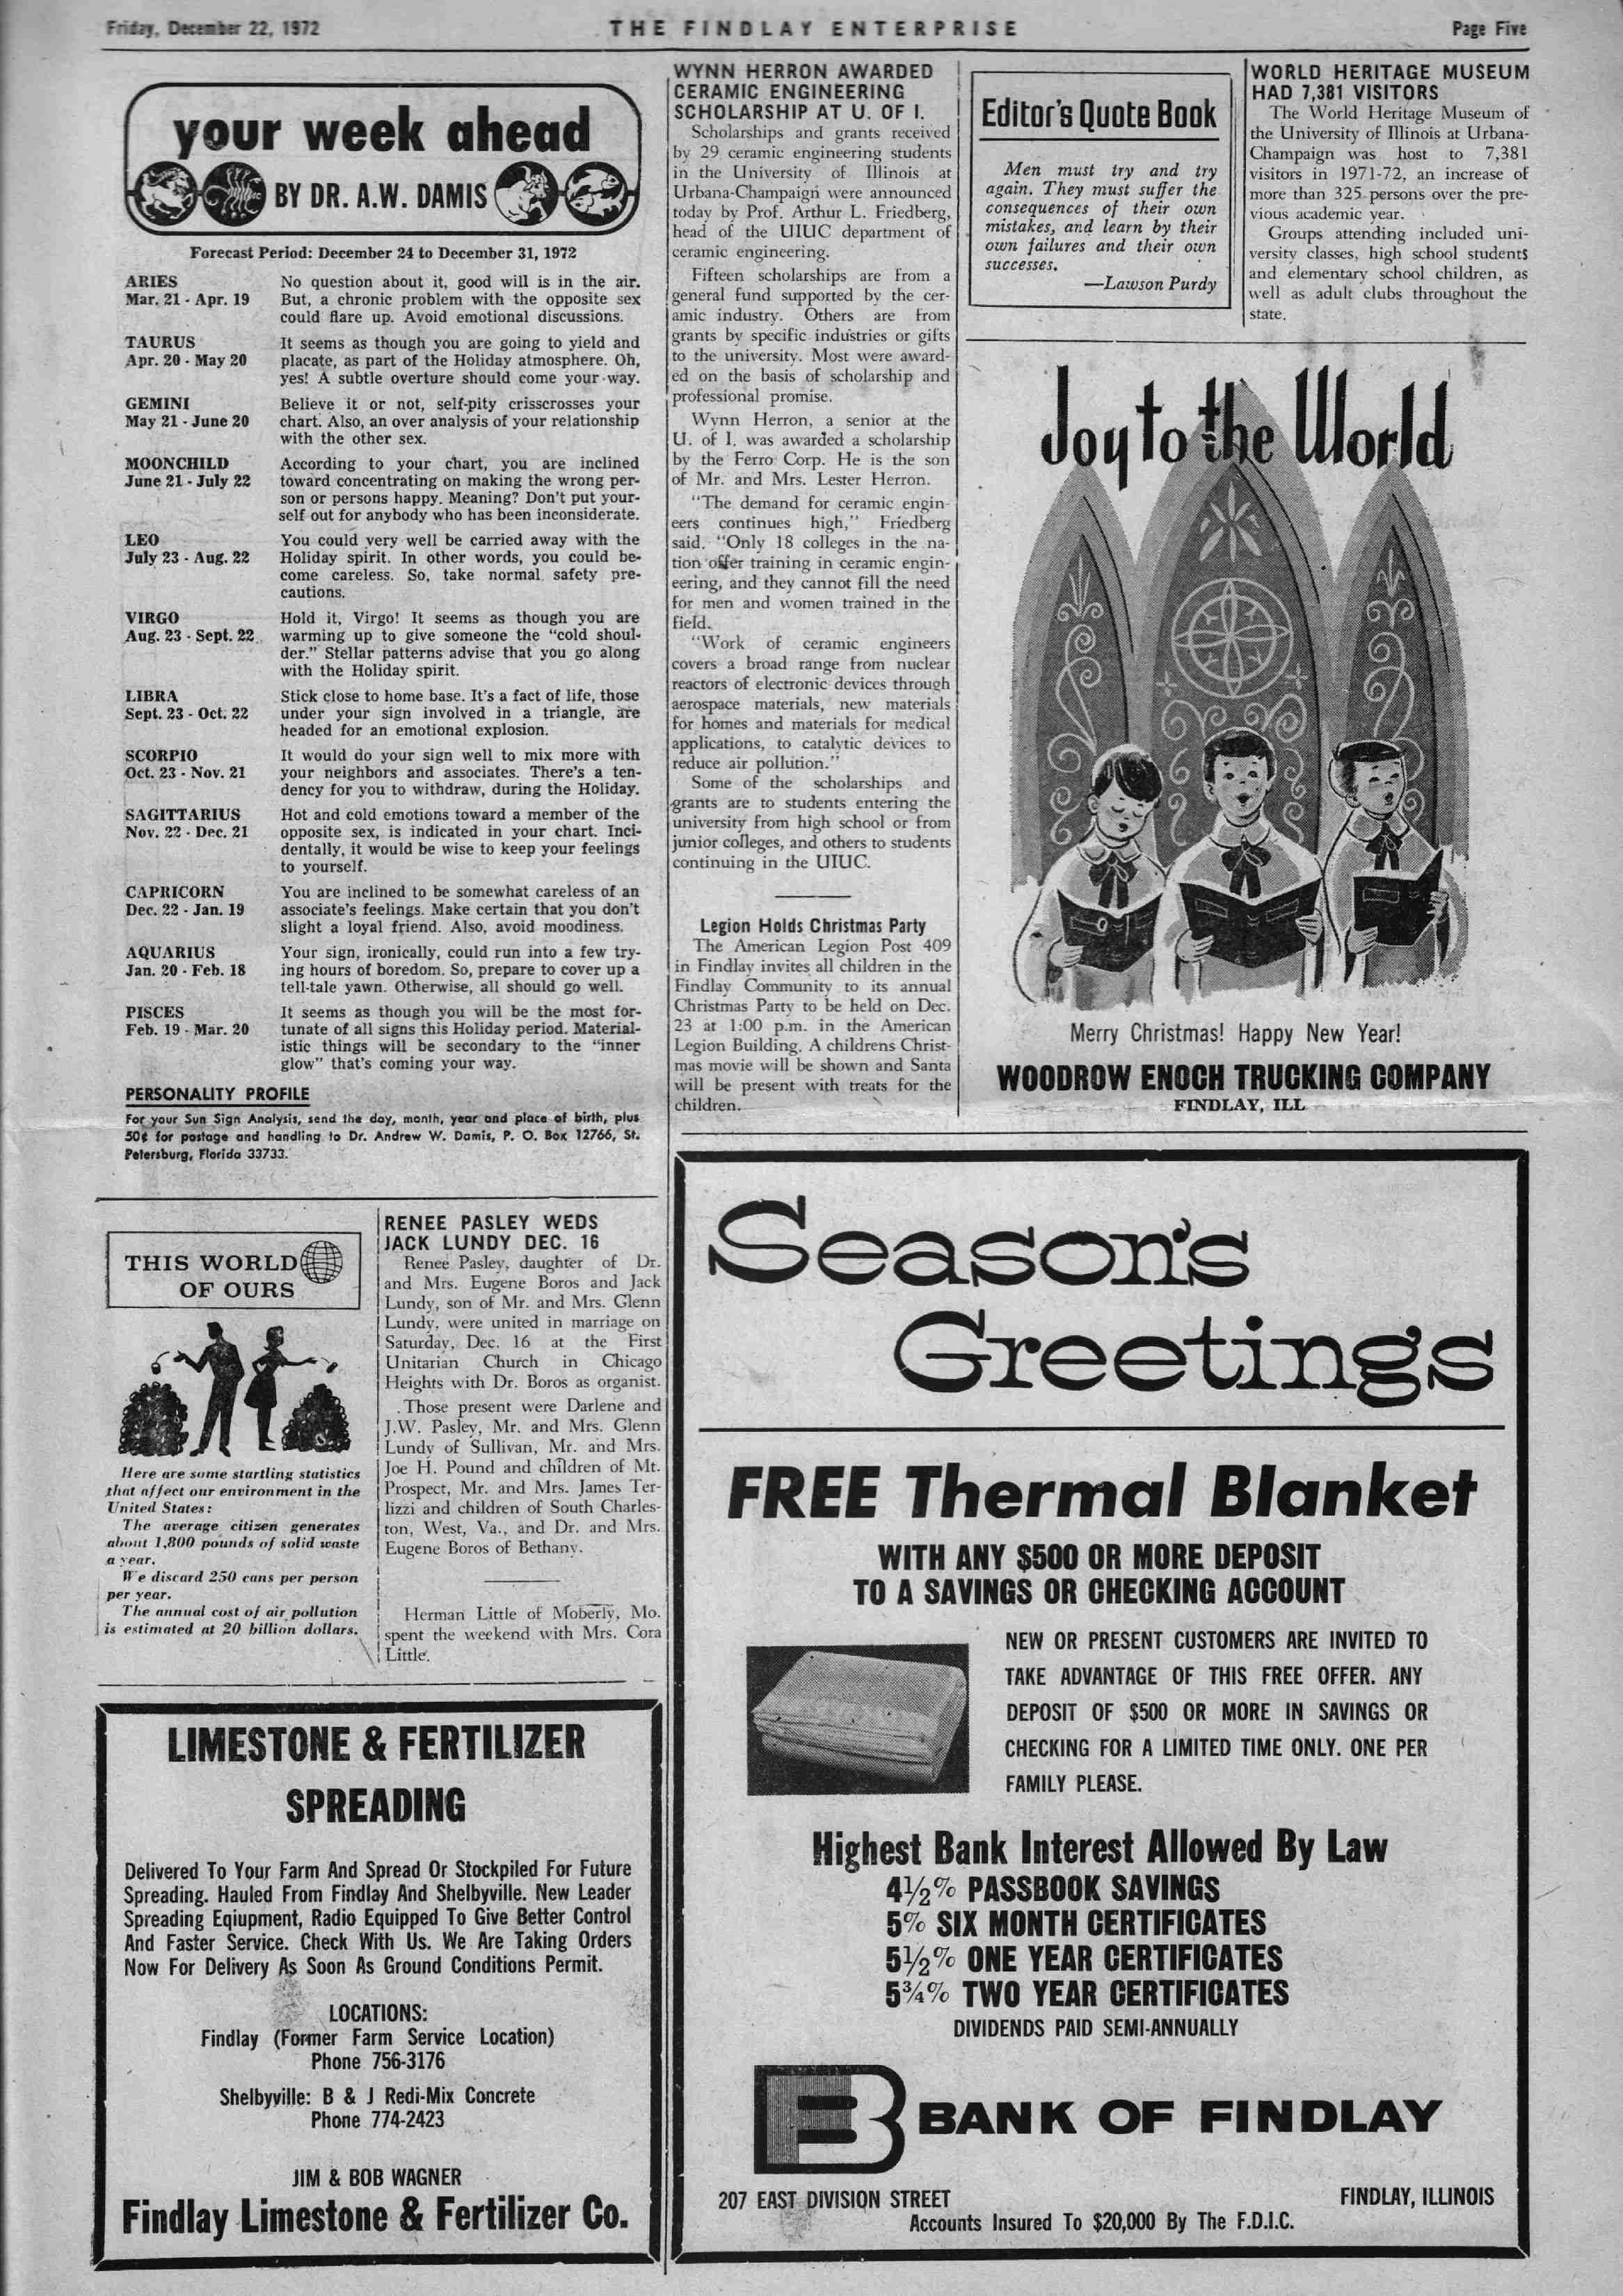 Friday, December 22, 1972
THE FINDLAY ENTERPRISE
Page Five
your week ahead
BY DR. A.W. DAMIS
Forecast Period: December 24 to December 31, 1972
ARIES
Mar. 21 - Apr. 19
No question about it, good will is in the air.
But, a chronic problem with the opposite sex
could flare up. Avoid emotional discussions.
TAURUS
Apr. 20 - May 20
It seems as though you are going to yield and
placate, as part of the Holiday atmosphere. Oh,
yes! A subtle overture should come your way.
GEMINI
May 21 - June 20
Believe it or not, self-pity crisscrosses your
chart. Also, an over analysis of your relationship
with the other sex.
MOONCHILD
June 21 - July 22
According to your chart, you are inclined
toward concentrating on making the wrong per-
son or persons happy. Meaning? Don't put your-
self out for anybody who has been inconsiderate.
LEO
July 23 - Aug. 22
You could very well be carried away with the
Holiday spirit. In other words, you could be-
come careless. So, take normal safety pre-
cautions.
VIRGO
Aug. 23 - Sept. 22
Hold it, Virgo! It seems as though you are
warming up to give someone the "cold shoul-
der." Stellar patterns advise that you go along
with the Holiday spirit.
LIBRA
Sept. 23 - Oct. 22
Stick close to home base. It's a fact of life, those
under your sign involved in a triangle, are
headed for an emotional explosion.
SCORPIO
Oct. 23 - Nov. 21
It would do your sign well to mix more with
your neighbors and associates. There's a ten-
dency for you to withdraw, during the Holiday.
SAGITTARIUS
Nov. 22 - Dec. 21
Hot and cold emotions toward a member of the
opposite sex, is indicated in your chart. Inci-
dentally, it would be wise to keep your feelings
to yourself.
CAPRICORN
Dec. 22 - Jan. 19
You are inclined to be somewhat careless of an
associate's feelings. Make certain that you don't
slight a loyal friend. Also, avoid moodiness.
AQUARIUS
Jan. 20 - Feb. 18
Your sign, ironically, could run into a few try-
ing hours of boredom. So, prepare to cover up a
tell-tale yawn. Otherwise, all should go well.
PISCES
Feb. 19 - Mar. 20
It seems as though you will be the most for-
tunate of all signs this Holiday period. Material-
istic things will be secondary to the "inner
glow" that's coming your way.
PERSONALITY PROFILE
For your Sun Sign Analysis, send the day, month, year and place of birth, plus
50¢ for postage and handling to Dr. Andrew W. Damis, P. O. Box 12766, St.
Petersburg, Florida 33733.
THIS WORLD
OF OURS
Here are some startling statistics
that affect our environment in the
United States:
The average citizen generates
about 1,800 pounds of solid waste
a year.
We discard 250 cans per person
per year.
The annual cost of air pollution
is estimated at 20 billion dollars.
RENEE PASLEY WEDS
JACK LUNDY DEC. 16
Renee Pasley, daughter of Dr.
and Mrs. Eugene Boros and Jack
Lundy, son of Mr. and Mrs. Glenn
Lundy, were united in marriage on
Saturday, Dec. 16 at the First
Unitarian Church in Chicago
Heights with Dr. Boros as organist.
Those present were Darlene and
J.W. Pasley, Mr. and Mrs. Glenn
Lundy of Sullivan, Mr. and Mrs.
Joe H. Pound and children of Mt.
Prospect, Mr. and Mrs. James Ter-
lizzi and children of South Charles-
ton, West, Va., and Dr. and Mrs.
Eugene Boros of Bethany.
Herman Little of Moberly, Mo.
spent the weekend with Mrs. Cora
Little.
LIMESTONE & FERTILIZER
SPREADING
Delivered To Your Farm And Spread Or Stockpiled For Future
Spreading. Hauled From Findlay And Shelbyville. New Leader
Spreading Eqiupment, Radio Equipped To Give Better Control
And Faster Service. Check With Us. We Are Taking Orders
Now For Delivery As Soon As Ground Conditions Permit.
LOCATIONS:
Findlay (Former Farm Service Location)
Phone 756-3176
Shelbyville: B & J Redi-Mix Concrete
Phone 774-2423
JIM & BOB WAGNER
Findlay Limestone & Fertilizer Co.
WYNN HERRON AWARDED
CERAMIC ENGINEERING
SCHOLARSHIP AT U. OF I.
Scholarships and grants received
by 29 ceramic engineering students
in the University of Illinois at
Urbana-Champaign were announced
today by Prof. Arthur L. Friedberg,
head of the UIUC department of
ceramic engineering.
Fifteen scholarships are from a
general fund supported by the cer-
amic industry. Others are from
grants by specific industries or gifts
to the university. Most were award-
ed on the basis of scholarship and
professional promise.
Wynn Herron, a senior at the
U. of I. was awarded a scholarship
by the Ferro Corp. He is the son
of Mr. and Mrs. Lester Herron.
"The demand for ceramic engin-
eers continues high," Friedberg
said. "Only 18 colleges in the na-
tion offer training in ceramic engin-
eering, and they cannot fill the need
for men and women trained in the
field.
"Work of ceramic engineers
covers a broad range from nuclear
reactors of electronic devices through
aerospace materials, new materials
for homes and materials for medical
applications, to catalytic devices to
reduce air pollution."
Some of the scholarships and
grants are to students entering the
university from high school or from
junior colleges, and others to students
continuing in the UIUC.
Legion Holds Christmas Party
The American Legion Post 409
in Findlay invites all children in the
Findlay Community to its annual
Christmas Party to be held on Dec.
23 at 1:00 p.m. in the American
Legion Building. A childrens Christ-
mas movie will be shown and Santa
will be present with treats for the
children.
Editor's Quote Book
Men must try and try
again. They must suffer the
consequences of their own
mistakes, and learn by their
own failures and their own
successes.
—Lawson Purdy
WORLD HERITAGE MUSEUM
HAD 7,381 VISITORS
The World Heritage Museum of
the University of Illinois at Urbana-
Champaign was host to 7,381
visitors in 1971-72, an increase of
more than 325 persons over the pre-
vious academic year.
Groups attending included uni-
versity classes, high school students
and elementary school children, as
well as adult clubs throughout the
state.
Joy to the World
Merry Christmas! Happy New Year!
WOODROW ENOCH TRUCKING COMPANY
FINDLAY, ILL
Season's
Greetings
FREE Thermal Blanket
WITH ANY $500 OR MORE DEPOSIT
TO A SAVINGS OR CHECKING ACCOUNT
NEW OR PRESENT CUSTOMERS ARE INVITED TO
TAKE ADVANTAGE OF THIS FREE OFFER. ANY
DEPOSIT OF $500 OR MORE IN SAVINGS OR
CHECKING FOR A LIMITED TIME ONLY. ONE PER
FAMILY PLEASE.
Highest Bank Interest Allowed By Law
4½% PASSBOOK SAVINGS
5% SIX MONTH CERTIFICATES
5½% ONE YEAR CERTIFICATES
5¾% TWO YEAR CERTIFICATES
DIVIDENDS PAID SEMI-ANNUALLY
FB BANK OF FINDLAY
207 EAST DIVISION STREET
FINDLAY, ILLINOIS
Accounts Insured To $20,000 By The F.D.I.C.